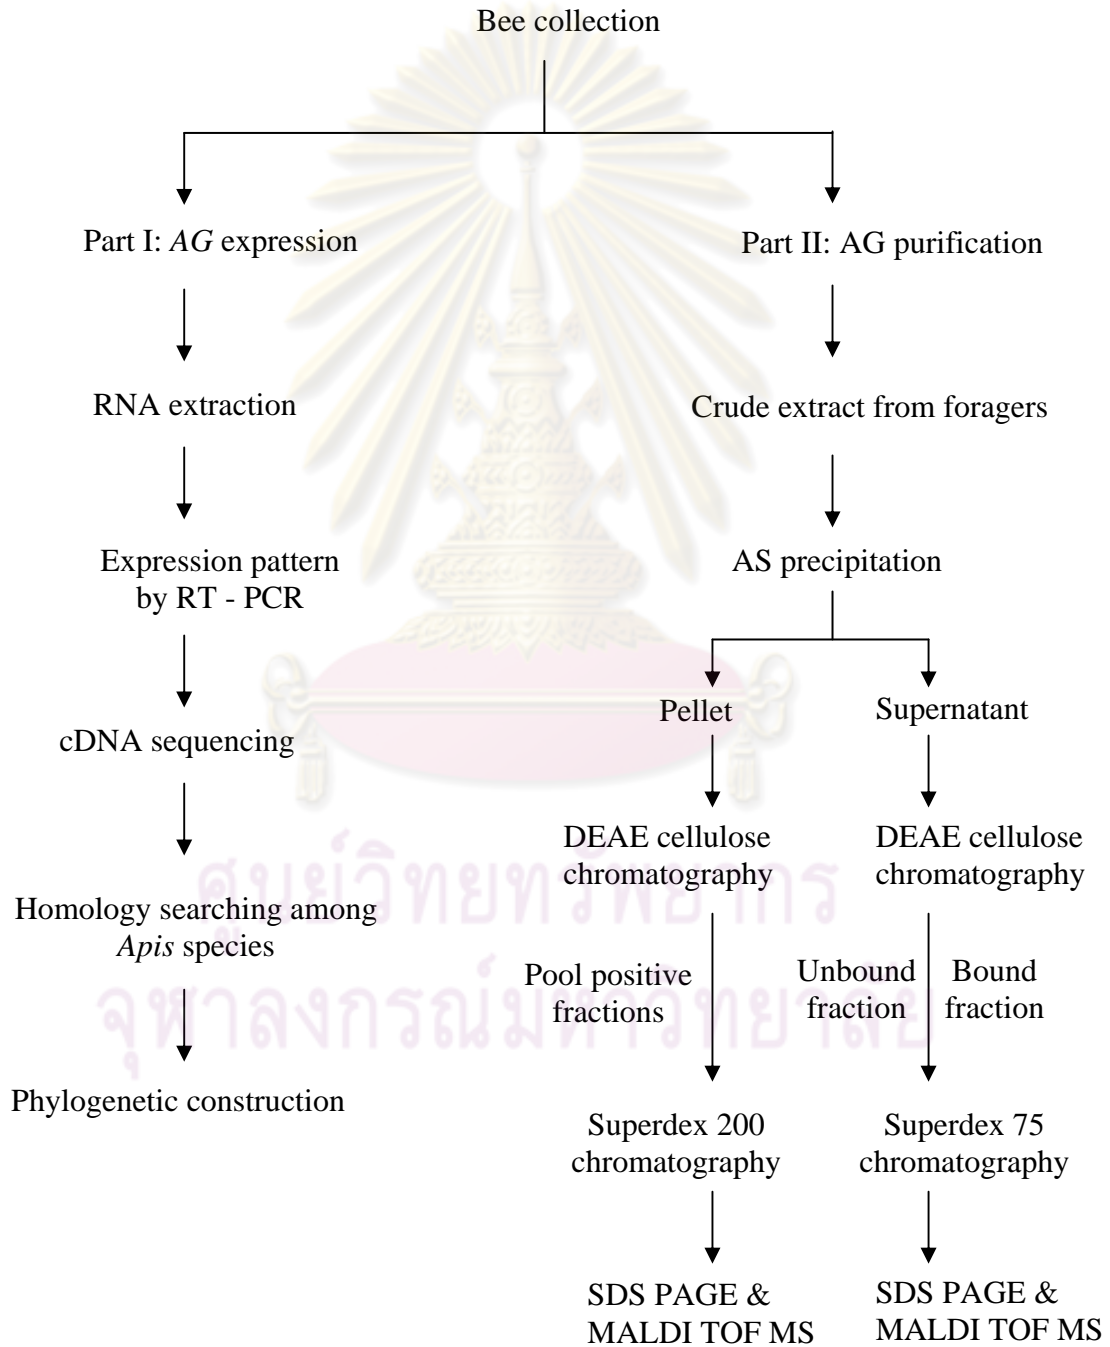 Bee collection
Part I: AG expression
RNA extraction
Expression pattern
by RT - PCR
cDNA sequencing
Homology searching among
Apis species
Phylogenetic construction
Part II: AG purification
Crude extract from foragers
AS precipitation
Pellet
DEAE cellulose
chromatography
Pool positive
fractions
Superdex 200
chromatography
SDS PAGE &
MALDI TOF MS
Supernatant
DEAE cellulose
chromatography
Unbound
fraction
Bound
fraction
Superdex 75
chromatography
SDS PAGE &
MALDI TOF MS
ศูนย์วิทยทรัพยากร
จุฬาลงกรณ์มหาวิทยาลัย